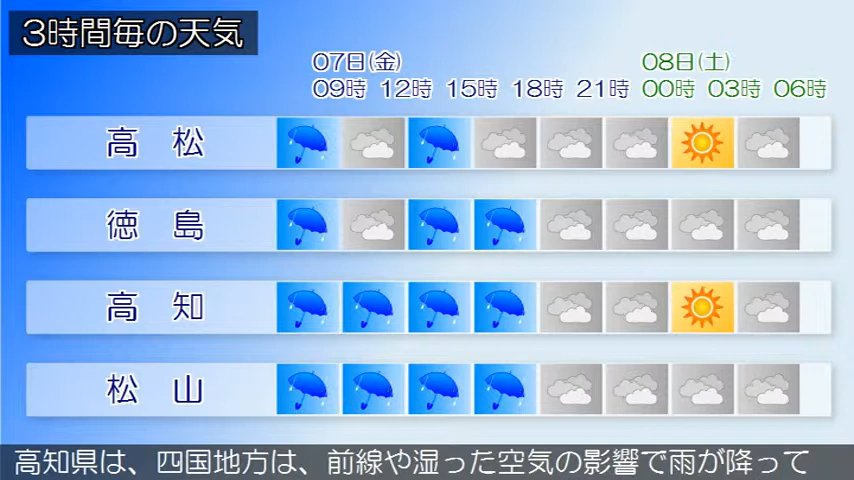 3時間毎の天気
07日(金) 08日(土)
09時 12時 15時 18時 21時 00時 03時 06時
高松
徳島
高知
松山
高知県は、四国地方は、前線や湿った空気の影響で雨が降って